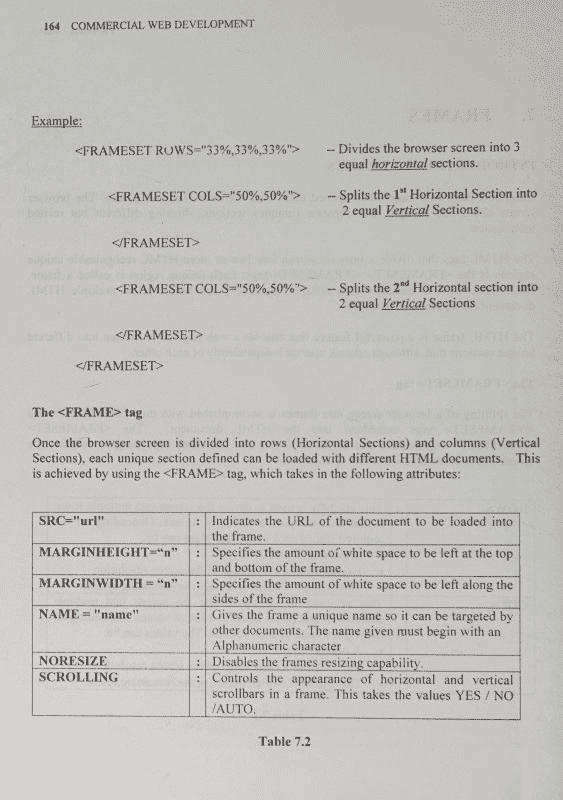 164 COMMERCIAL WEB DEVELOPMENT
Example:
<FRAMESET ROWS="33%,33%,33%"> -- Divides the browser screen into 3
equal horizontal sections.
<FRAMESET COLS="50%,50%"> -- Splits the 1st Horizontal Section into
2 equal Vertical Sections.
</FRAMESET>
<FRAMESET COLS="50%,50%"> -- Splits the 2nd Horizontal section into
2 equal Vertical Sections
</FRAMESET>
</FRAMESET>
The <FRAME> tag
Once the browser screen is divided into rows (Horizontal Sections) and columns (Vertical
Sections), each unique section defined can be loaded with different HTML documents. This
is achieved by using the <FRAME> tag, which takes in the following attributes:
SRC="url" : Indicates the URL of the document to be loaded into
the frame.
MARGINHEIGHT=“n” : Specifies the amount of white space to be left at the top
and bottom of the frame.
MARGINWIDTH = “n” : Specifies the amount of white space to be left along the
sides of the frame
NAME = "name" : Gives the frame a unique name so it can be targeted by
other documents. The name given must begin with an
Alphanumeric character
NORESIZE : Disables the frames resizing capability.
SCROLLING : Controls the appearance of horizontal and vertical
scrollbars in a frame. This takes the values YES / NO
/AUTO.
Table 7.2